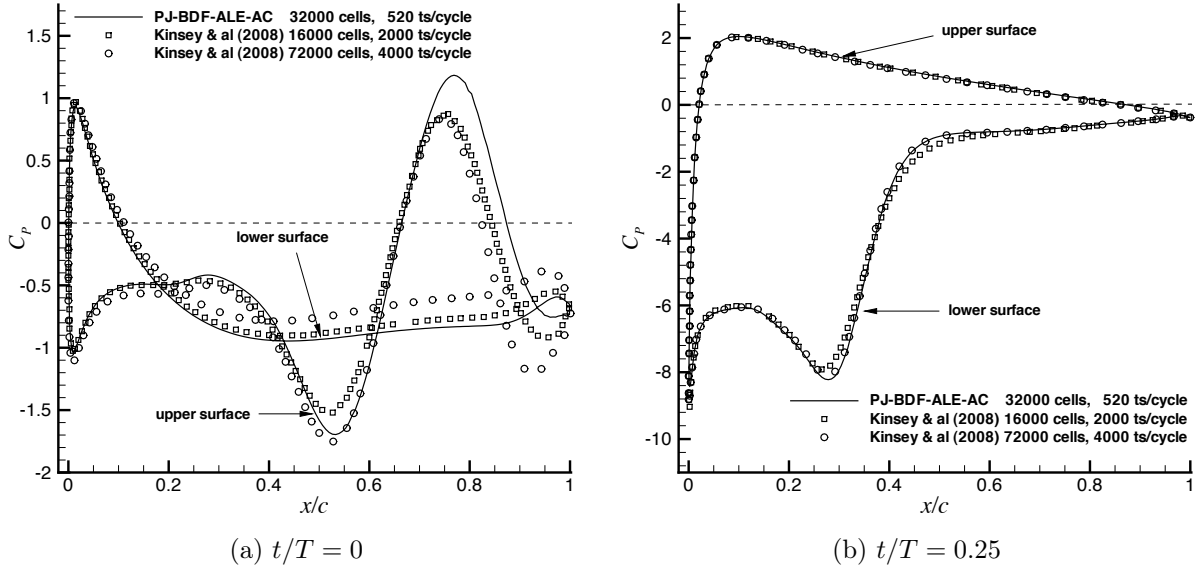 PJ-BDF-ALE-AC 32000 cells, 520 ts/cycle
Kinsey & al (2008) 16000 cells, 2000 ts/cycle
Kinsey & al (2008) 72000 cells, 4000 ts/cycle
1.5
1
0.5
0
-0.5
-1
-1.5
-2
C_P
lower surface
upper surface
0 0.2 0.4 0.6 0.8 1
x/c
(a) t/T = 0
2
0
-2
-4
-6
-8
-10
C_P
upper surface
lower surface
PJ-BDF-ALE-AC 32000 cells, 520 ts/cycle
Kinsey & al (2008) 16000 cells, 2000 ts/cycle
Kinsey & al (2008) 72000 cells, 4000 ts/cycle
0 0.2 0.4 0.6 0.8 1
x/c
(b) t/T = 0.25